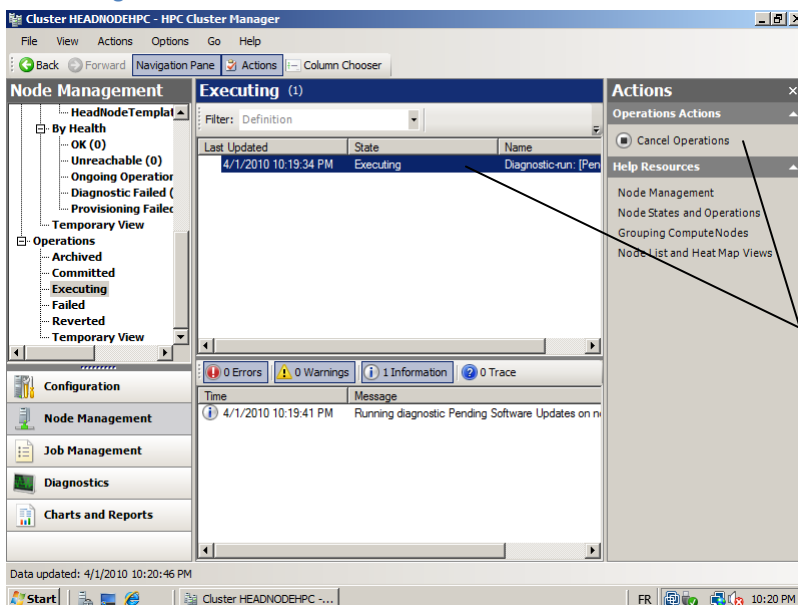 Cluster HEADNODEHPC - HPC Cluster Manager
File View Actions Options Go Help
Back Forward Navigation Pane Actions Column Chooser
Node Management
HeadNodeTemplat
By Health
OK (0)
Unreachable (0)
Ongoing Operation
Diagnostic Failed (
Provisioning Failed
Temporary View
Operations
Archived
Committed
Executing
Failed
Reverted
Temporary View
Configuration
Node Management
Job Management
Diagnostics
Charts and Reports
Executing (1)
Filter: Definition
Last Updated State Name
4/1/2010 10:19:34 PM Executing Diagnostic-run: [Pen
0 Errors 0 Warnings 1 Information 0 Trace
Time Message
4/1/2010 10:19:41 PM Running diagnostic Pending Software Updates on n
Actions
Operations Actions
Cancel Operations
Help Resources
Node Management
Node States and Operations
Grouping ComputeNodes
Node List and Heat Map Views
Data updated: 4/1/2010 10:20:46 PM
Start Cluster HEADNODEHPC -... FR 10:20 PM